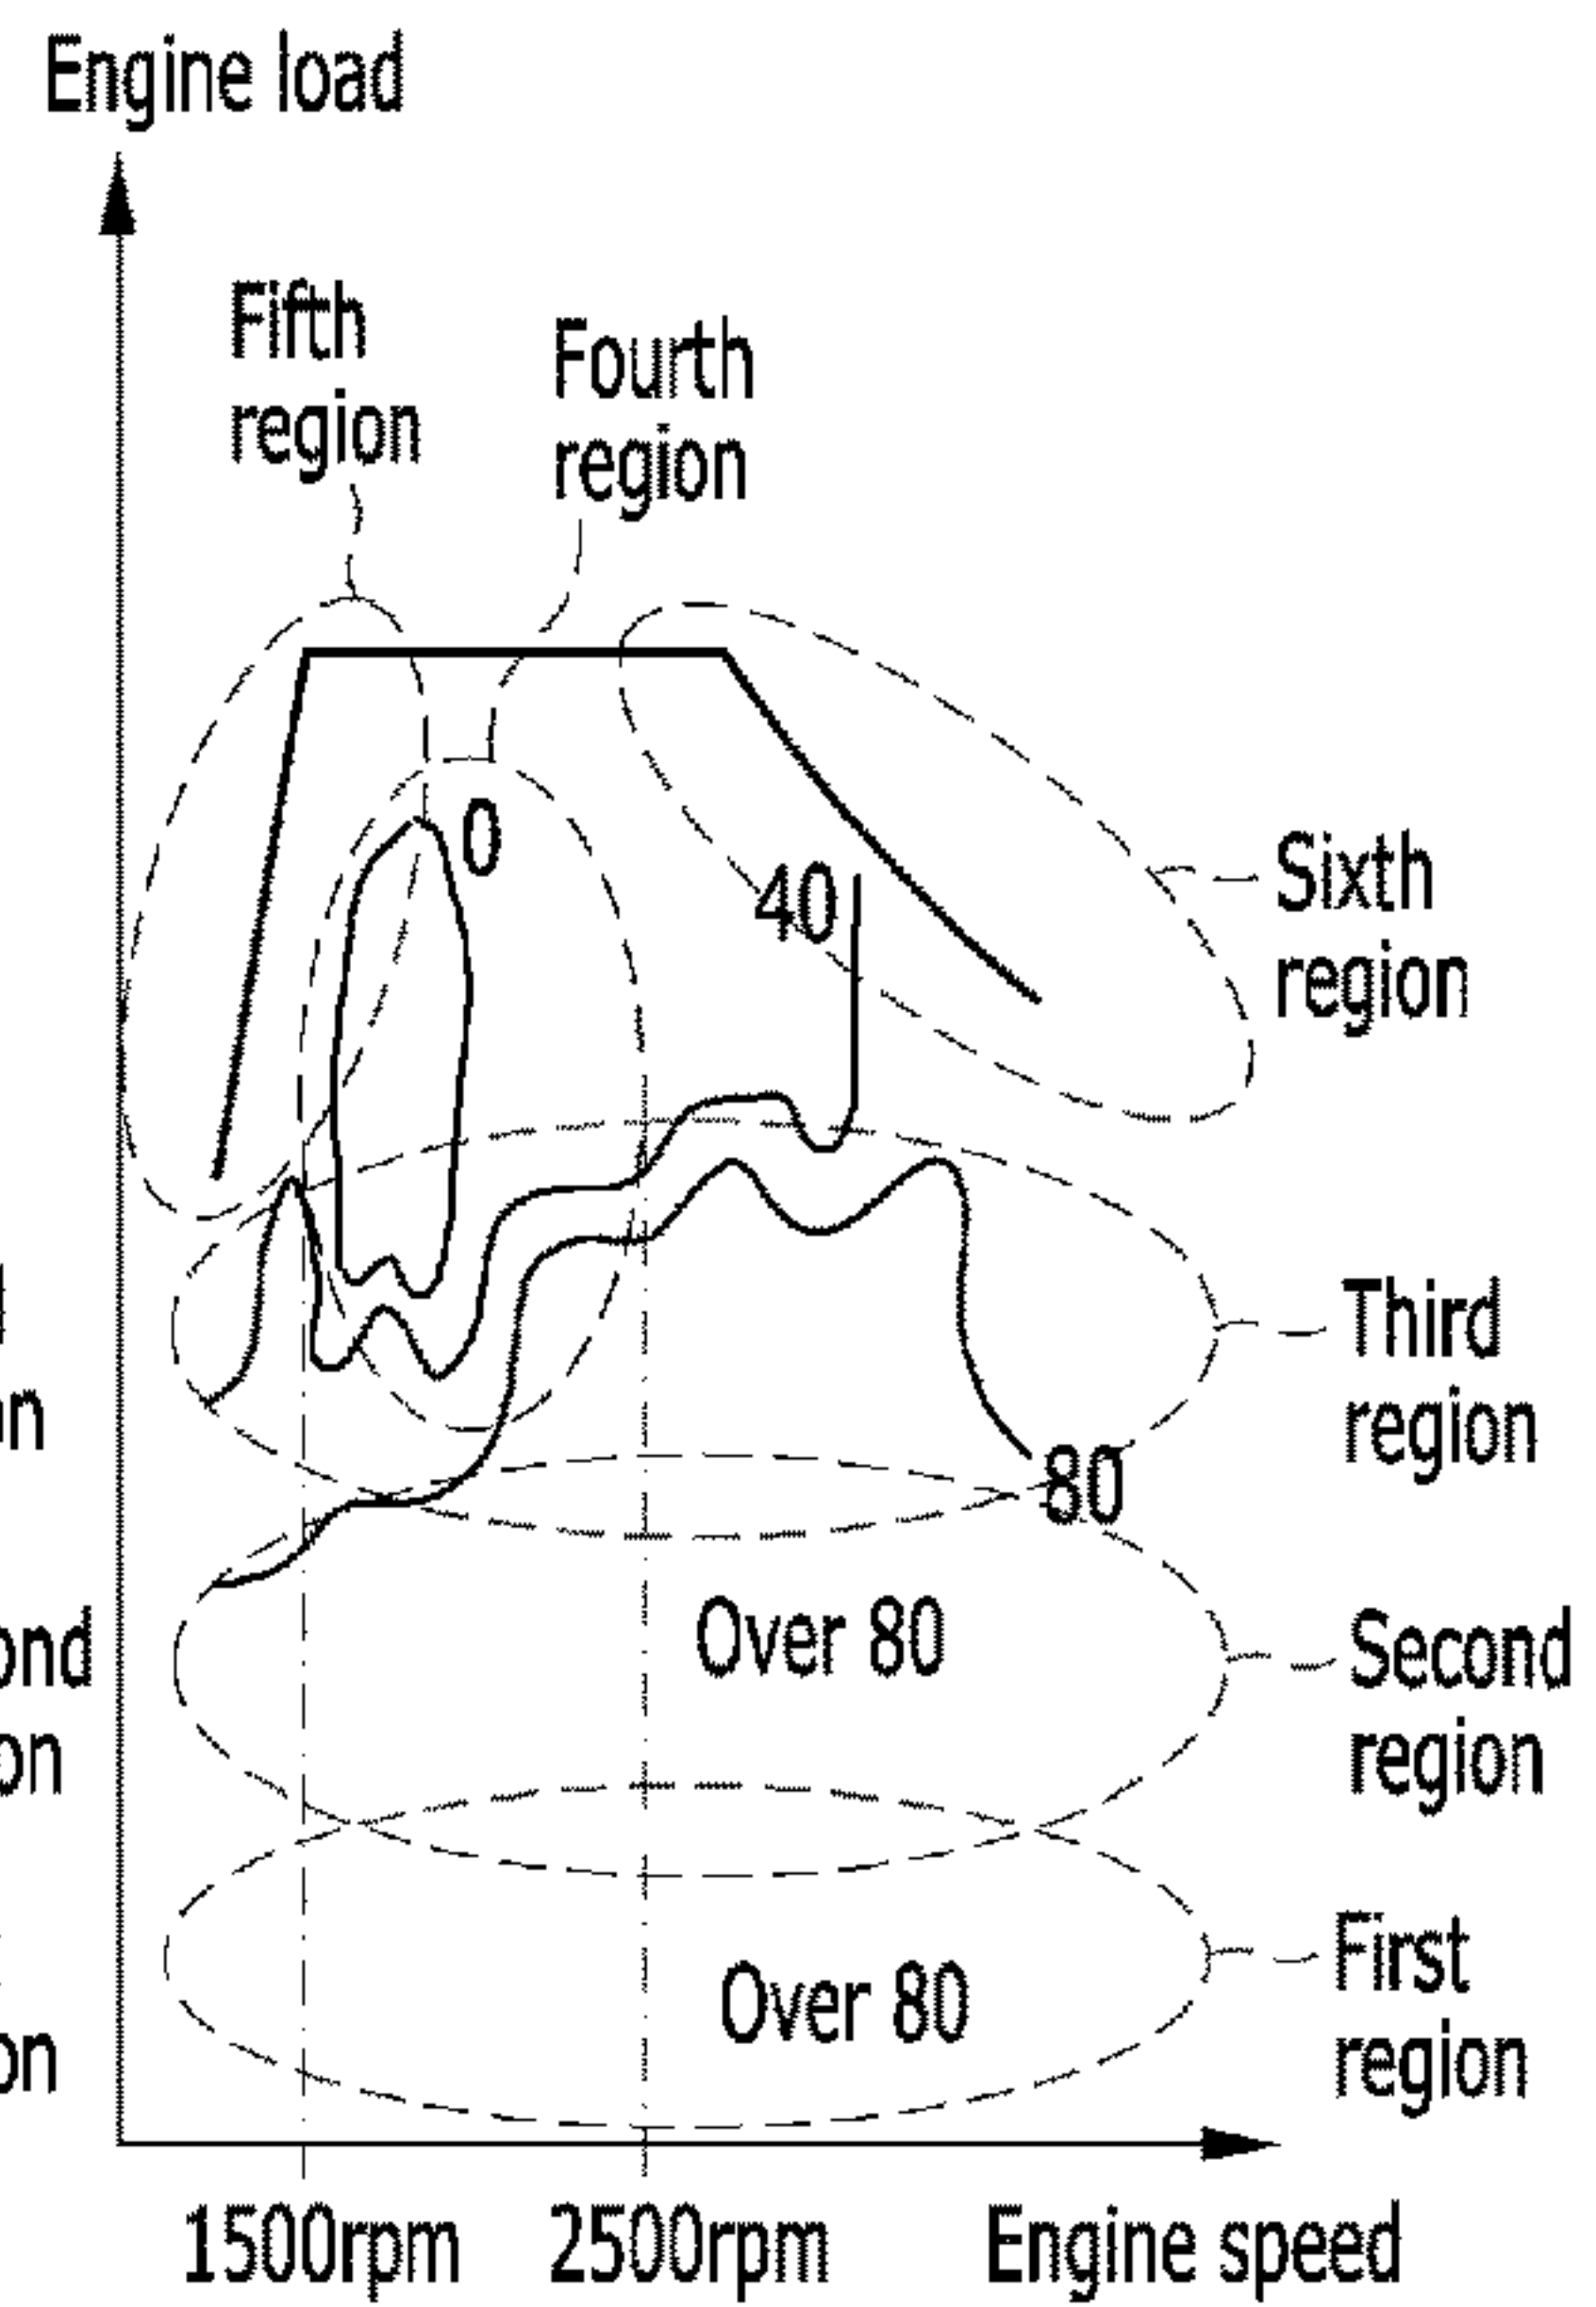 Engine load
Fifth
region
Fourth
region
0
40
Sixth
region
Third
region
80
Over 80
Second
region
Over 80
First
region
1500rpm
2500rpm
Engine speed